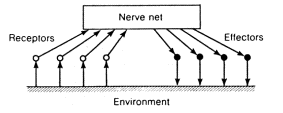 Nerve net
Receptors
Effectors
Environment